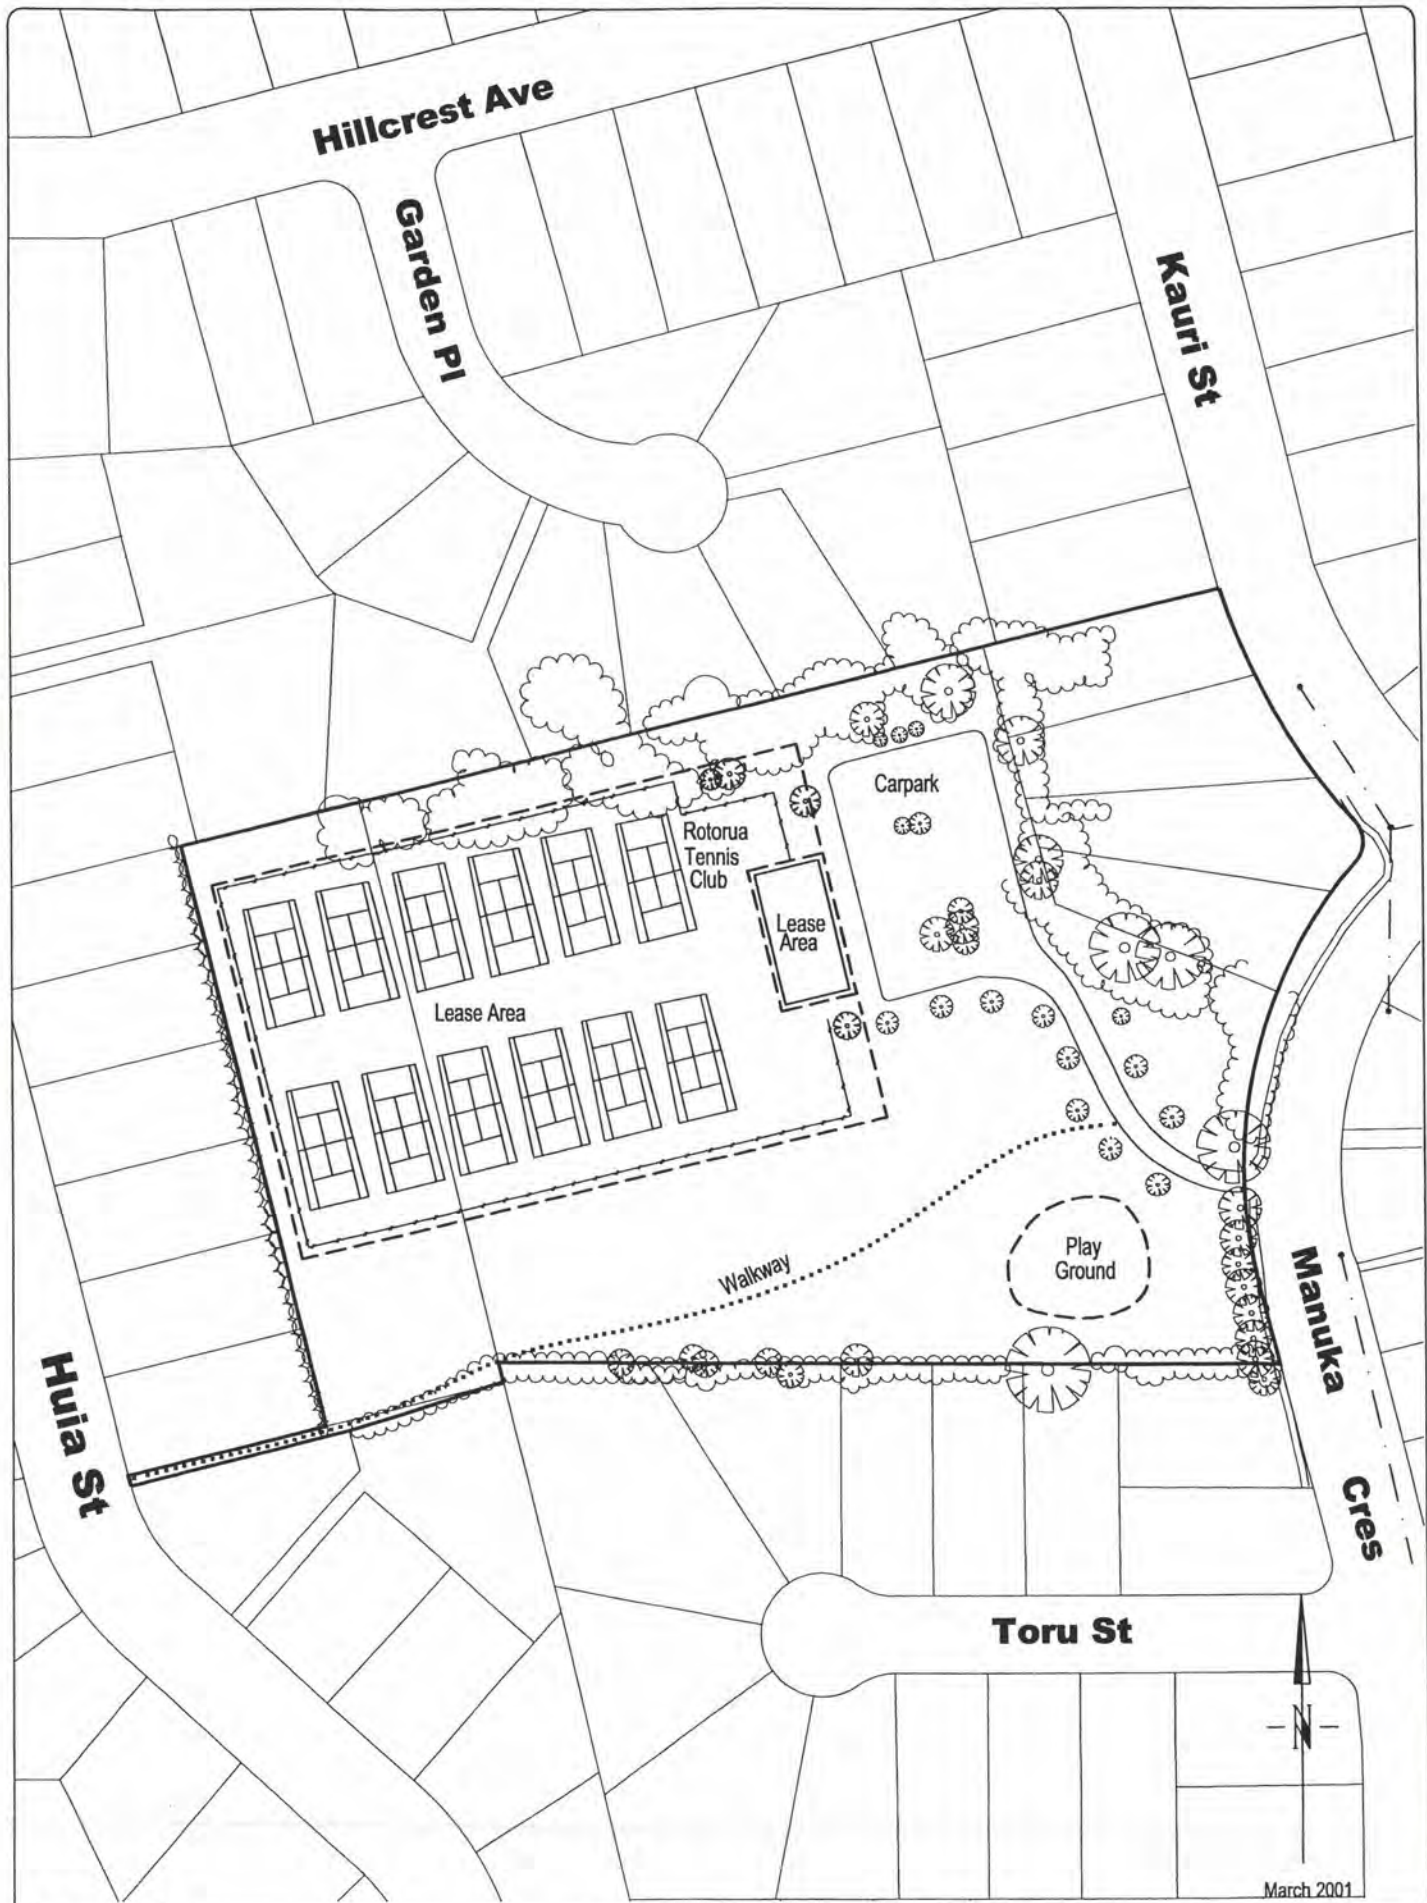 Hillcrest Ave
Garden Pl
Kauri St
Carpark
Rotorua
Tennis
Club
Lease
Area
Lease Area
Walkway
Play
Ground
Manuka
Cres
Huia St
Toru St
N
March 2001